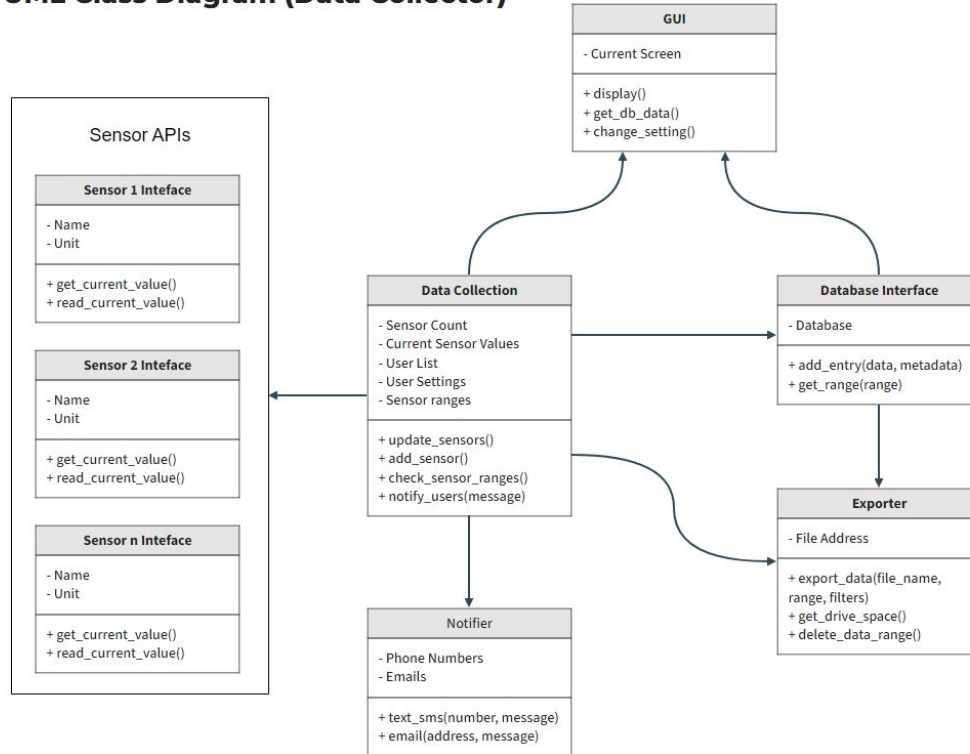 UML Class Diagram (Data Collector)
GUI
- Current Screen
+ display()
+ get_db_data()
+ change_setting()
Sensor APIs
Sensor 1 Inteface
- Name
- Unit
+ get_current_value()
+ read_current_value()
Sensor 2 Inteface
- Name
- Unit
+ get_current_value()
+ read_current_value()
Sensor n Inteface
- Name
- Unit
+ get_current_value()
+ read_current_value()
Data Collection
- Sensor Count
- Current Sensor Values
- User List
- User Settings
- Sensor ranges
+ update_sensors()
+ add_sensor()
+ check_sensor_ranges()
+ notify_users(message)
Database Interface
- Database
+ add_entry(data, metadata)
+ get_range(range)
Exporter
- File Address
+ export_data(file_name,
range, filters)
+ get_drive_space()
+ delete_data_range()
Notifier
- Phone Numbers
- Emails
+ text_sms(number, message)
+ email(address, message)